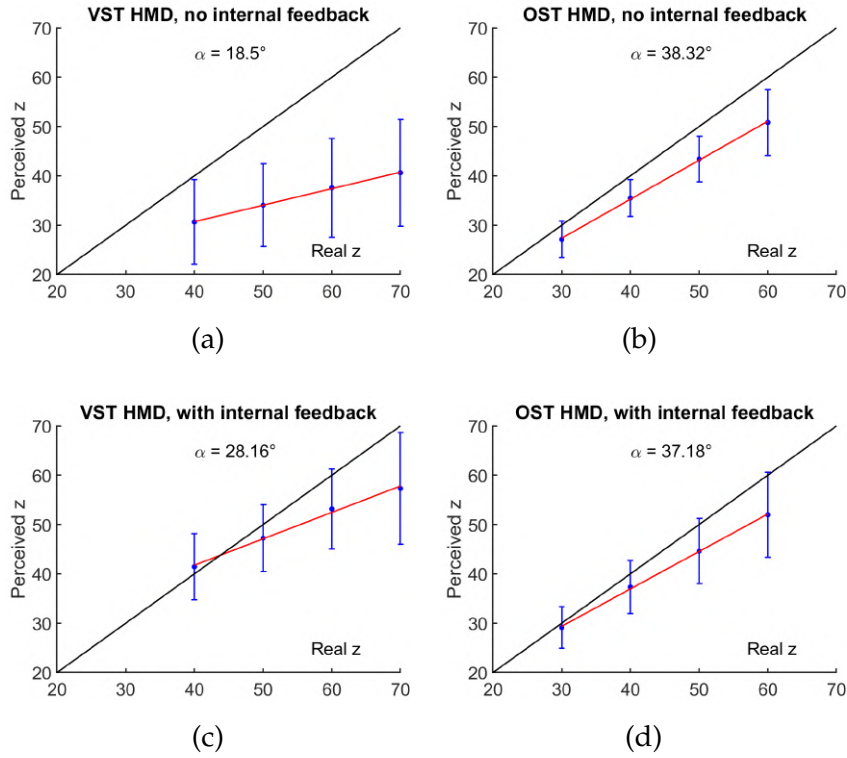 VST HMD, no internal feedback
α = 18.5°
Perceived z
70
60
50
40
30
20
Real z
20 30 40 50 60 70
(a)
OST HMD, no internal feedback
α = 38.32°
Perceived z
70
60
50
40
30
20
Real z
20 30 40 50 60 70
(b)
VST HMD, with internal feedback
α = 28.16°
Perceived z
70
60
50
40
30
20
Real z
20 30 40 50 60 70
(c)
OST HMD, with internal feedback
α = 37.18°
Perceived z
70
60
50
40
30
20
Real z
20 30 40 50 60 70
(d)